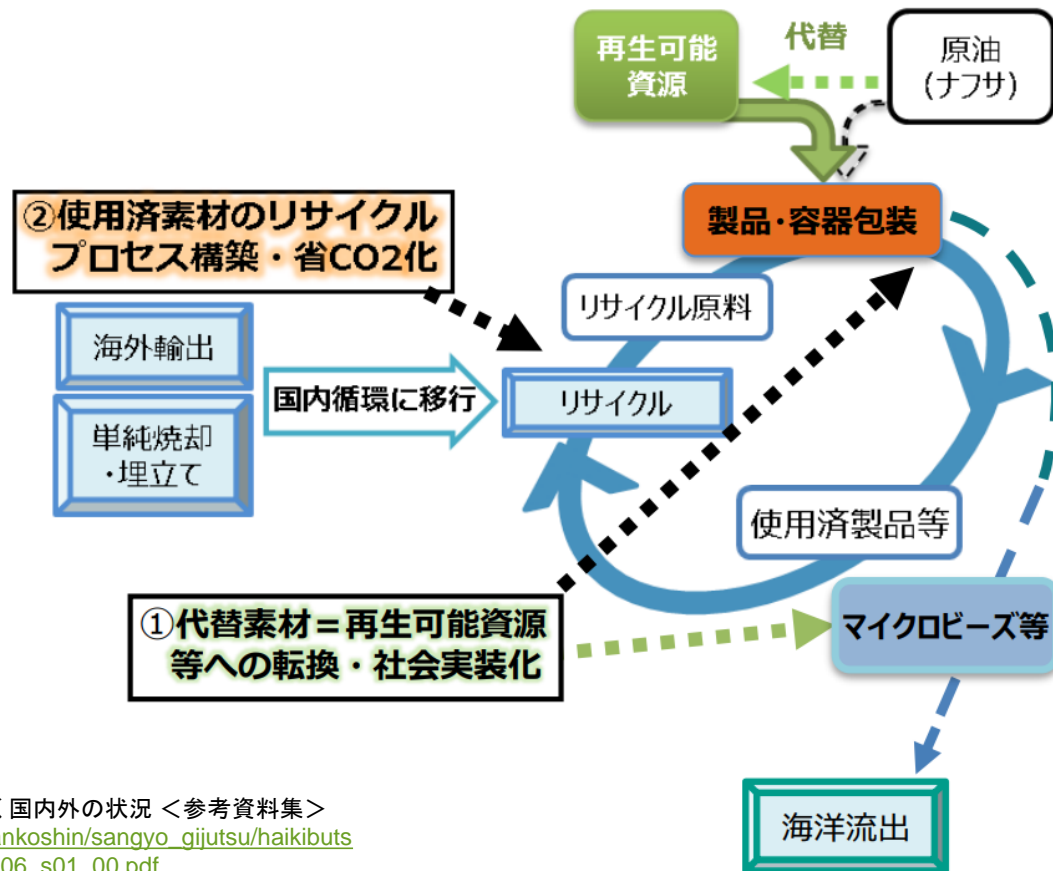 再生可能
資源
代替
原油
(ナフサ)
製品・容器包装
②使用済素材のリサイクル
プロセス構築・省CO2化
リサイクル原料
海外輸出
国内循環に移行
リサイクル
単純焼却
・埋立て
使用済製品等
①代替素材=再生可能資源
等への転換・社会実装化
マイクロビーズ等
海洋流出
国内外の状況 <参考資料集>
ankoshin/sangyo_gijutsu/haikibuts
06_s01_00.pdf